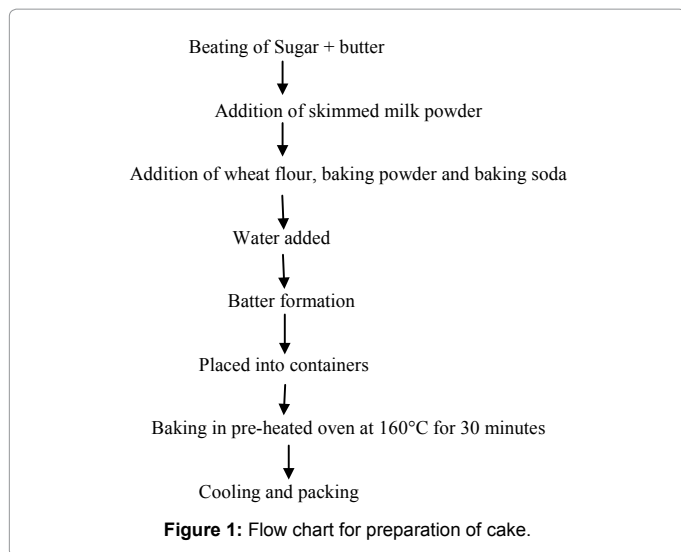 Beating of Sugar + butter
Addition of skimmed milk powder
Addition of wheat flour, baking powder and baking soda
Water added
Batter formation
Placed into containers
Baking in pre-heated oven at 160°C for 30 minutes
Cooling and packing
Figure 1: Flow chart for preparation of cake.